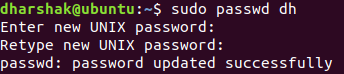 dharshak@ubuntu:~$ sudo passwd dh
Enter new UNIX password:
Retype new UNIX password:
passwd: password updated successfully